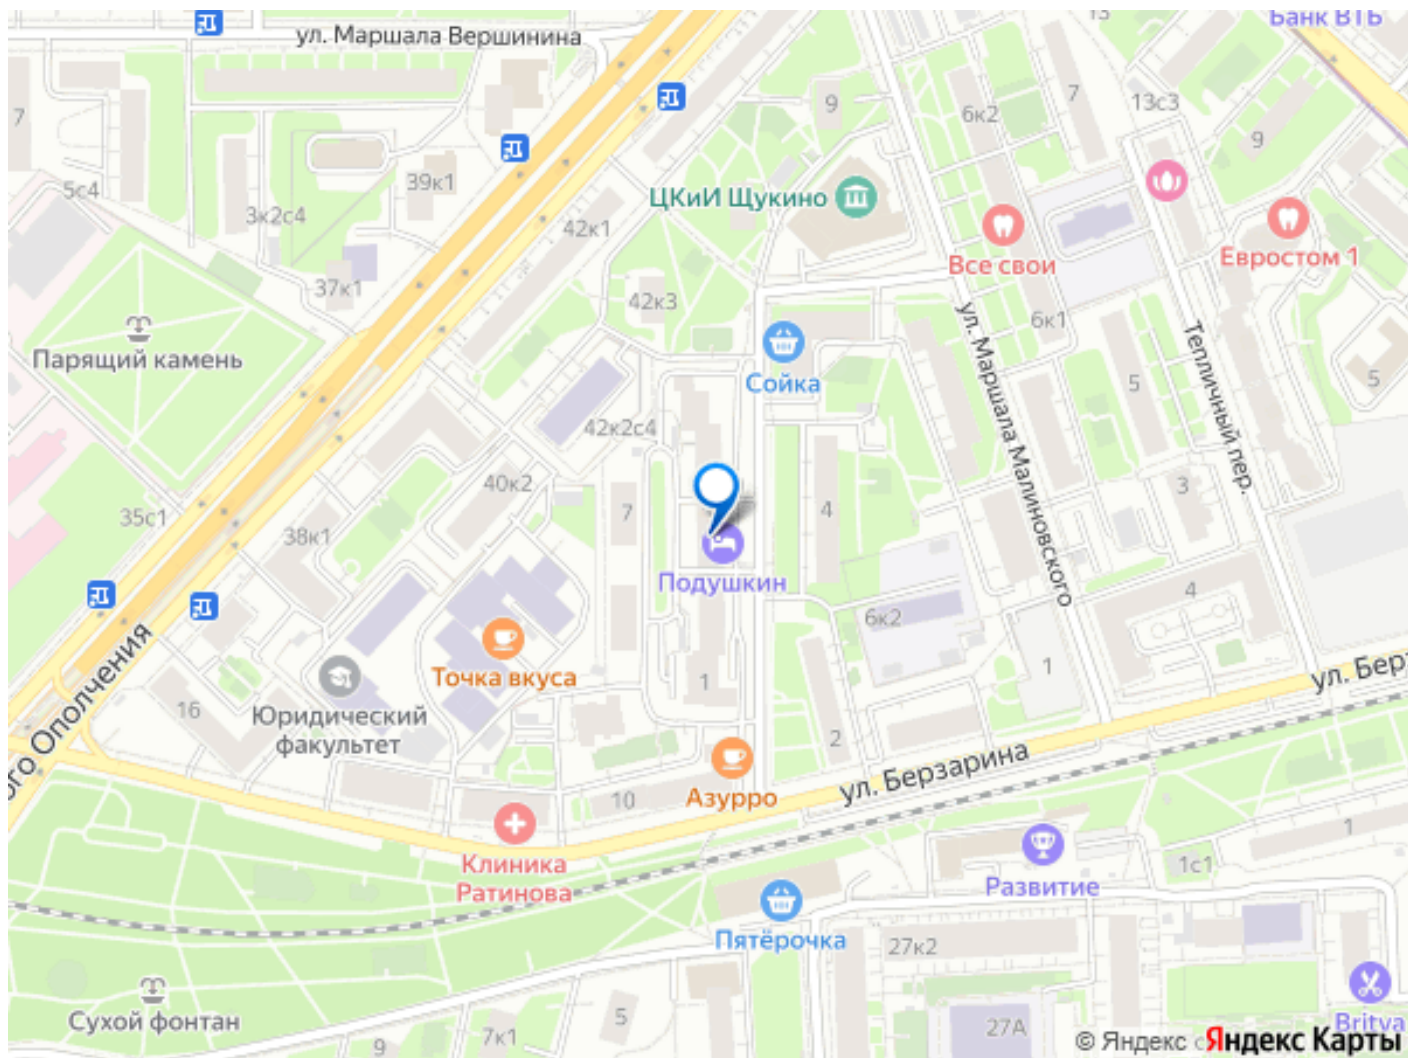 ул. Маршала Вершинина
Банк ВТБ
13
7
9
6к2
7
13с3
9
5с4
39к1
3к2с4
42к1
ЦКиИ Щукино
Все свои
Евростом 1
37к1
42к3
6к1
Парящий камень
Сойка
ул. Маршала Малиновского
Тепличный пер.
5
5
42к2с4
40к2
7
4
3
35с1
38к1
Подушкин
6к2
4
Точка вкуса
1
1
16
Юридический
факультет
ого Ополчения
2
ул. Берзарина
ул. Бер
10
Азурро
Клиника
Ратинова
1
1с1
Развитие
Пятёрочка
27к2
Сухой фонтан
5
7к1
9
27А
Britva
© Яндекс
Яндекс Карты